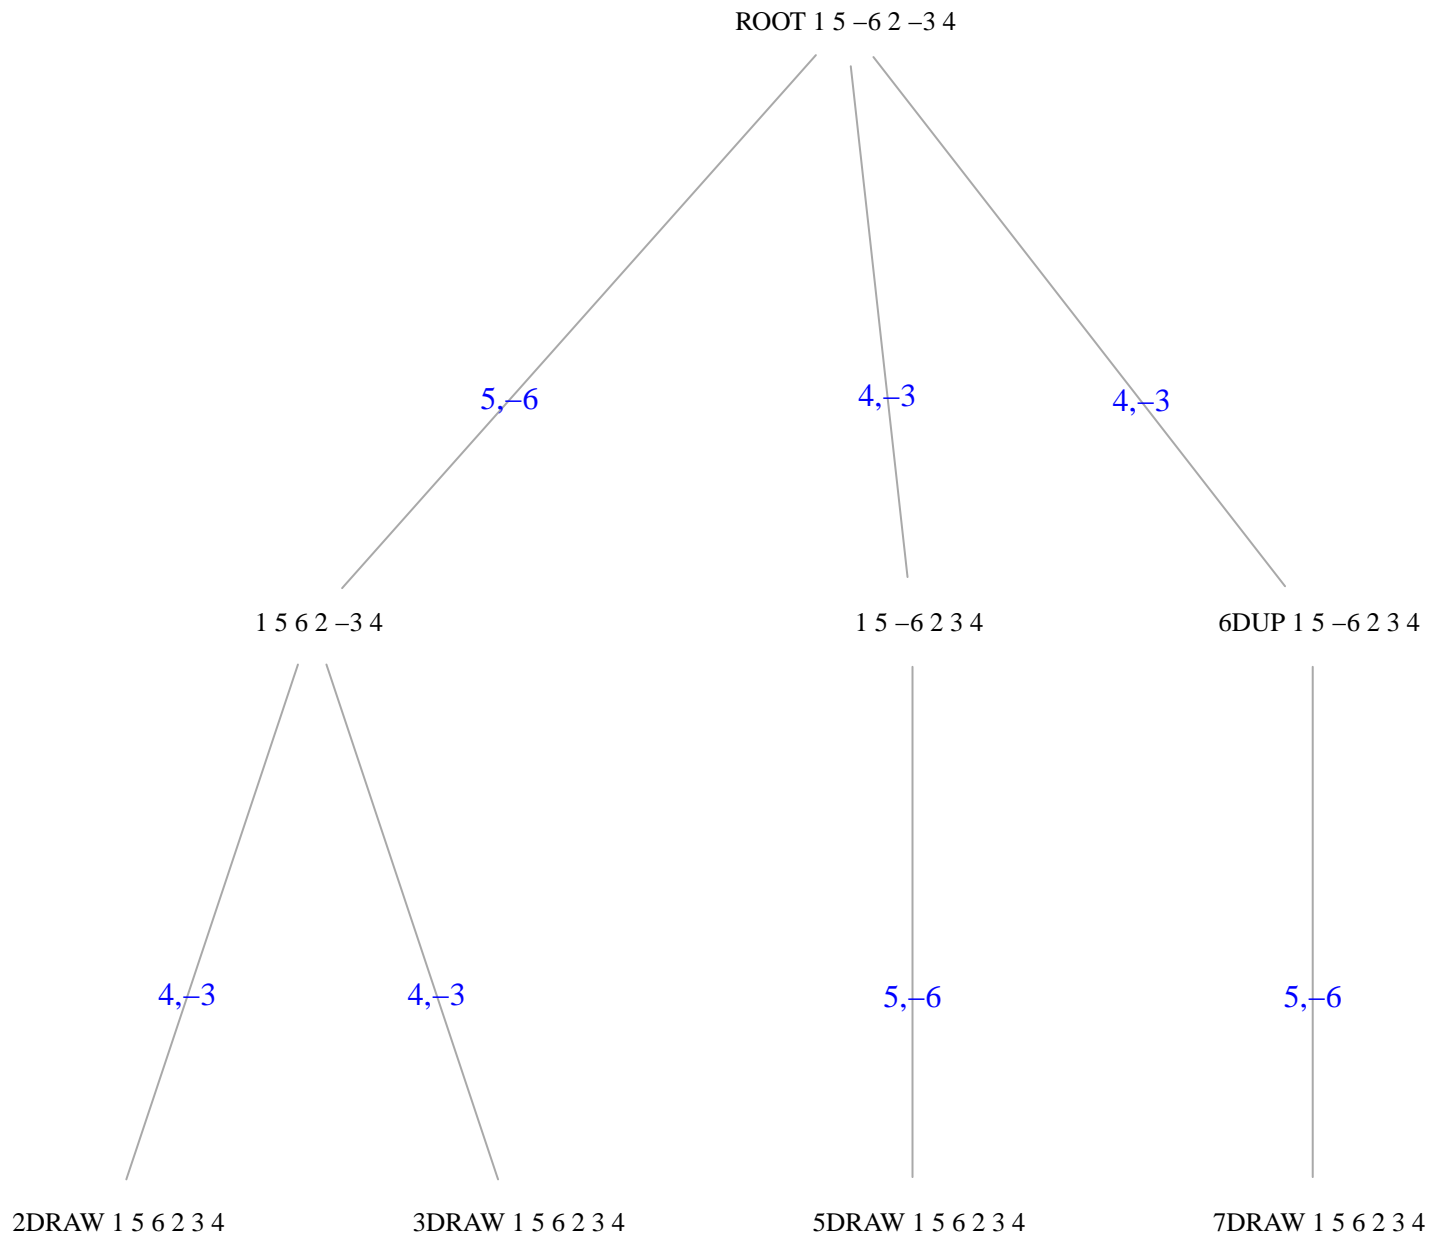 ROOT 1 5 –6 2 –3 4
5,–6
4,–3
4,–3
1 5 6 2 –3 4
1 5 –6 2 3 4
6DUP 1 5 –6 2 3 4
4,–3
4,–3
5,–6
5,–6
2DRAW 1 5 6 2 3 4
3DRAW 1 5 6 2 3 4
5DRAW 1 5 6 2 3 4
7DRAW 1 5 6 2 3 4